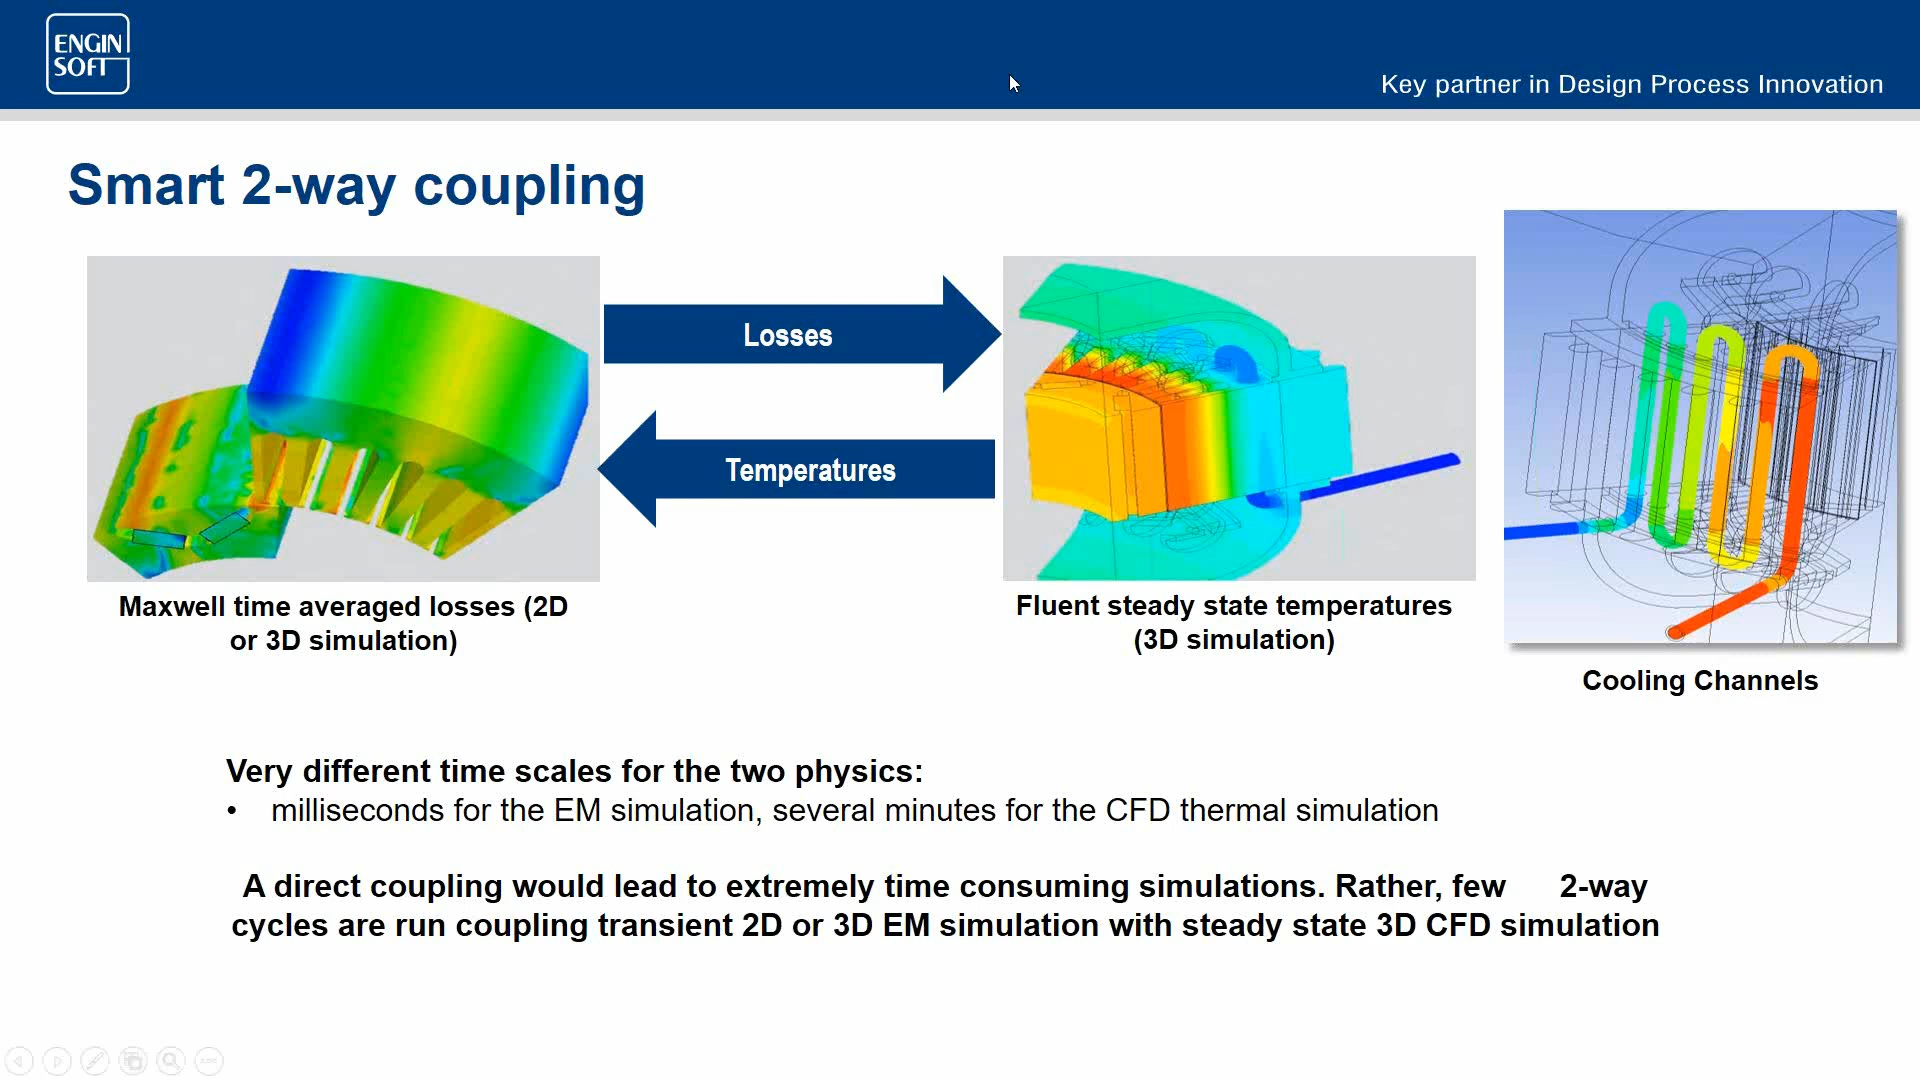 ENGIN
SOFT
Key partner in Design Process Innovation
Smart 2-way coupling
Losses
Temperatures
Maxwell time averaged losses (2D
or 3D simulation)
Fluent steady state temperatures
(3D simulation)
Cooling Channels
Very different time scales for the two physics:
• milliseconds for the EM simulation, several minutes for the CFD thermal simulation
A direct coupling would lead to extremely time consuming simulations. Rather, few 2-way
cycles are run coupling transient 2D or 3D EM simulation with steady state 3D CFD simulation